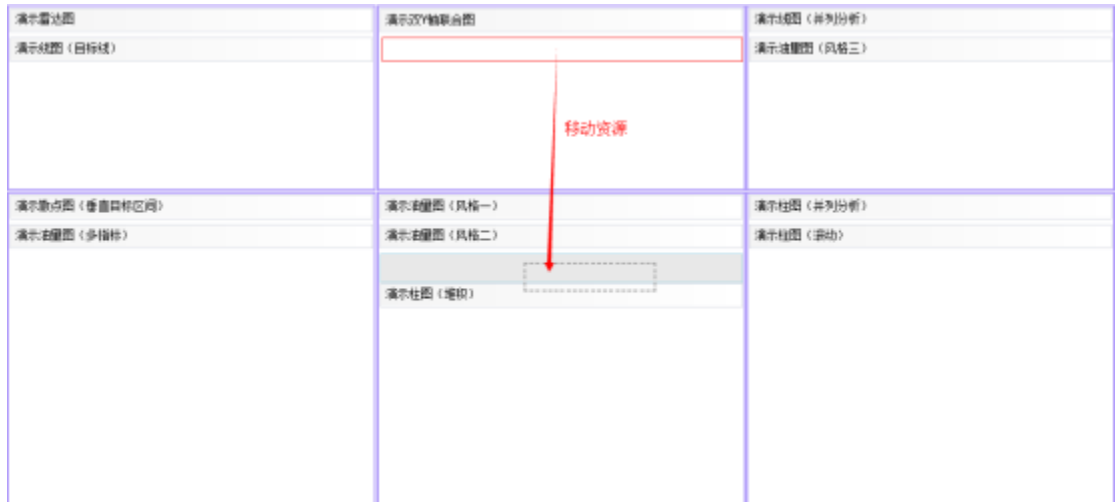 演示雷达图
演示线图（目标线）
演示双Y轴联合图
移动资源
演示线图（并列分析）
演示油量图（风格三）
演示散点图（垂直目标区间）
演示油量图（多指标）
演示油量图（风格一）
演示油量图（风格二）
演示柱图（堆积）
演示柱图（并列分析）
演示柱图（滚动）